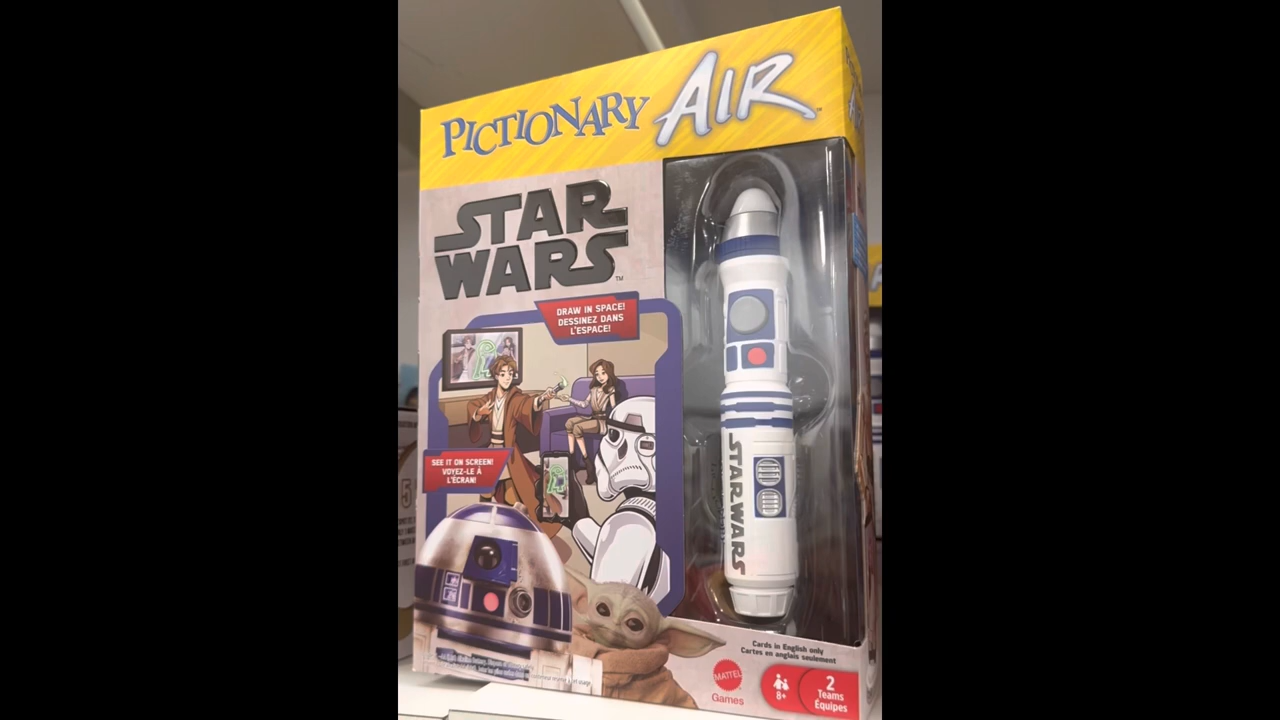 PICTIONARY AIR
STAR
WARS
TM
DRAW IN SPACE!
DESSINEZ DANS
L'ESPACE!
SEE IT ON SCREEN!
VOYEZ-LE À
L'ÉCRAN!
STAR WARS
Cards in English only
Cartes en anglais seulement
MATTEL
Games
8+
2
Teams
Équipes